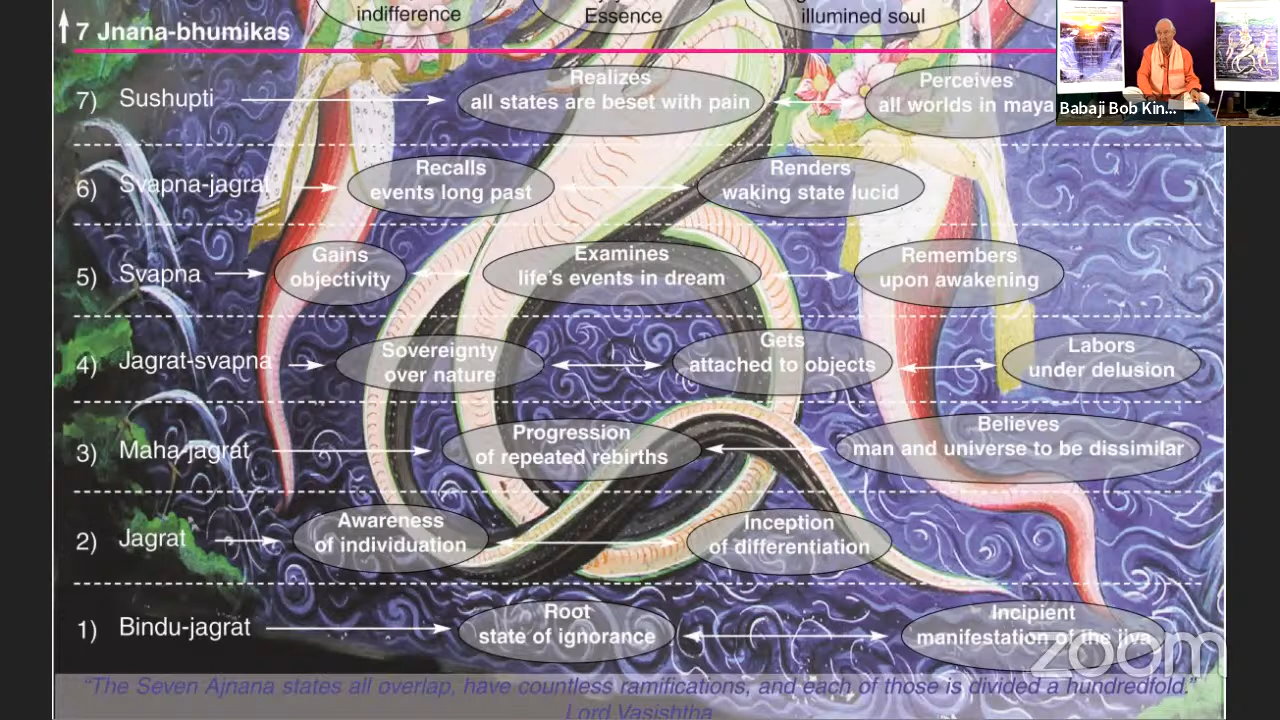 indifference
Essence
illumined soul
7 Jnana-bhumikas
7) Sushupti
Realizes
all states are beset with pain
Perceives
all worlds in maya
Babaji Bob Kin...
6) Svapna-jagrat
Recalls
events long past
Renders
waking state lucid
5) Svapna
Gains
objectivity
Examines
life's events in dream
Remembers
upon awakening
4) Jagrat-svapna
Sovereignty
over nature
Gets
attached to objects
Labors
under delusion
3) Maha-jagrat
Progression
of repeated rebirths
Believes
man and universe to be dissimilar
2) Jagrat
Awareness
of individuation
Inception
of differentiation
1) Bindu-jagrat
Root
state of ignorance
Incipient
manifestation of the jiva
zoom
"The Seven Ajnana states all overlap, have countless ramifications, and each of those is divided a hundredfold."
Lord Vasishtha